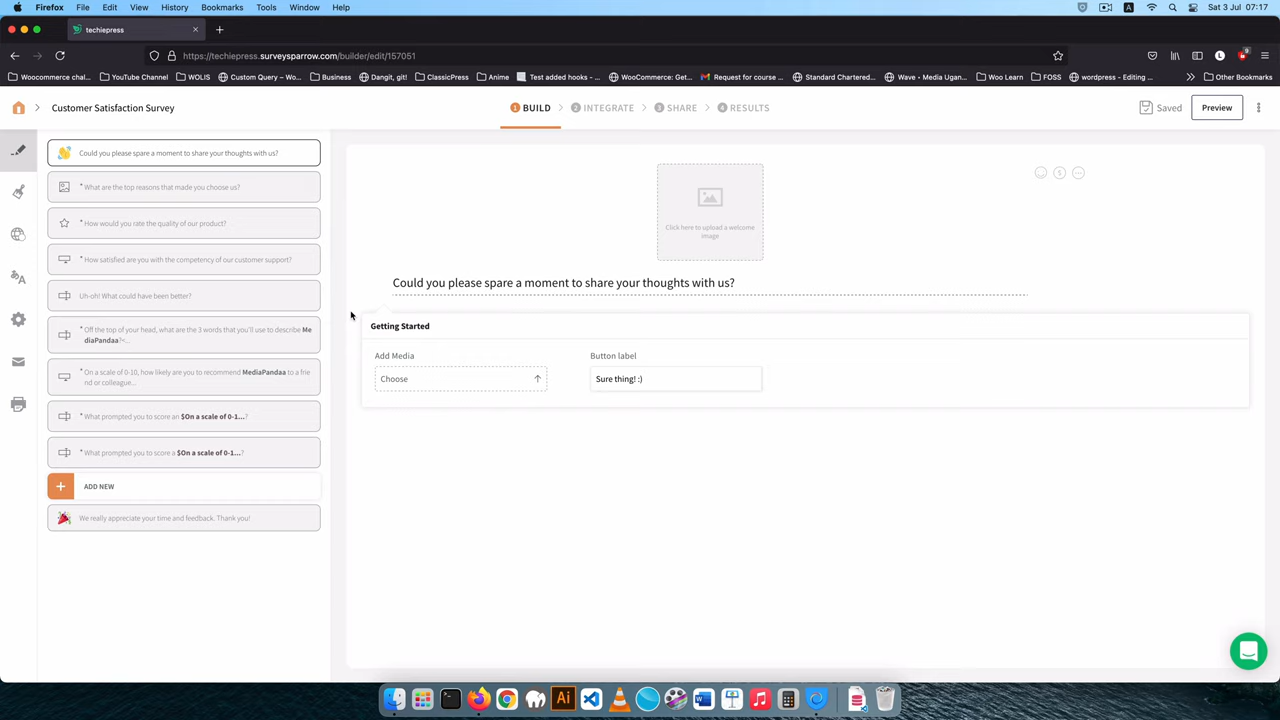 Firefox File Edit View History Bookmarks Tools Window Help A Sat 3 Jul 07:17
techiepress
https://techiepress.surveysparrow.com/builder/edit/157051
L 9
Woocommerce chal... YouTube Channel WOLIS Custom Query – Wo... Business Dangit, git! ClassicPress Anime Test added hooks - ... WooCommerce: Get... Request for course ... Standard Chartered... Wave • Media Ugan... Woo Learn FOSS wordpress - Editing ... Other Bookmarks
Customer Satisfaction Survey 1 BUILD 2 INTEGRATE 3 SHARE 4 RESULTS Saved Preview
Could you please spare a moment to share your thoughts with us?
* What are the top reasons that made you choose us?
* How would you rate the quality of our product?
* How satisfied are you with the competency of our customer support?
Uh-oh! What could have been better?
* Off the top of your head, what are the 3 words that you'll use to describe Me
diaPandaa?=...
* On a scale of 0-10, how likely are you to recommend MediaPandaa to a frie
nd or colleague...
* What prompted you to score an $On a scale of 0-1...?
* What prompted you to score a $On a scale of 0-1...?
+ ADD NEW
We really appreciate your time and feedback. Thank you!
Click here to upload a welcome
image
$
Could you please spare a moment to share your thoughts with us?
Getting Started
Add Media
Choose
Button label
Sure thing! :)
Ai
W